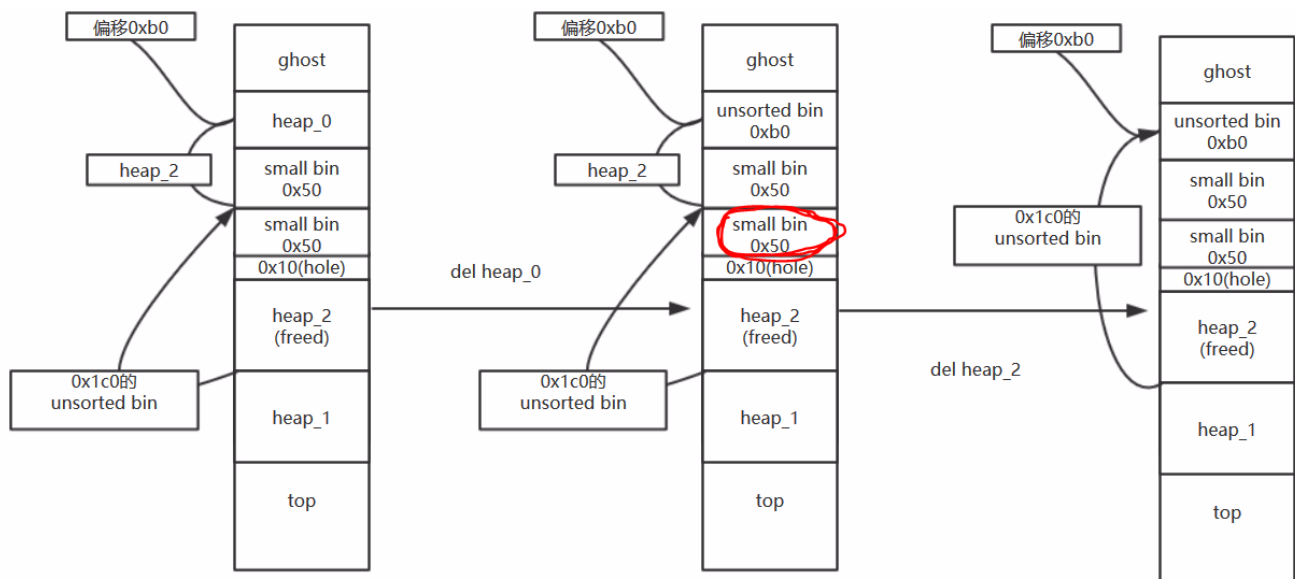 偏移0xb0
ghost
heap_0
heap_2
small bin
0x50
small bin
0x50
0x10(hole)
heap_2
(freed)
0x1c0的
unsorted bin
heap_1
top
del heap_0
偏移0xb0
ghost
unsorted bin
0xb0
heap_2
small bin
0x50
small bin
0x50
0x10(hole)
heap_2
(freed)
0x1c0的
unsorted bin
heap_1
top
del heap_2
偏移0xb0
ghost
unsorted bin
0xb0
small bin
0x50
0x1c0的
unsorted bin
small bin
0x50
0x10(hole)
heap_2
(freed)
heap_1
top